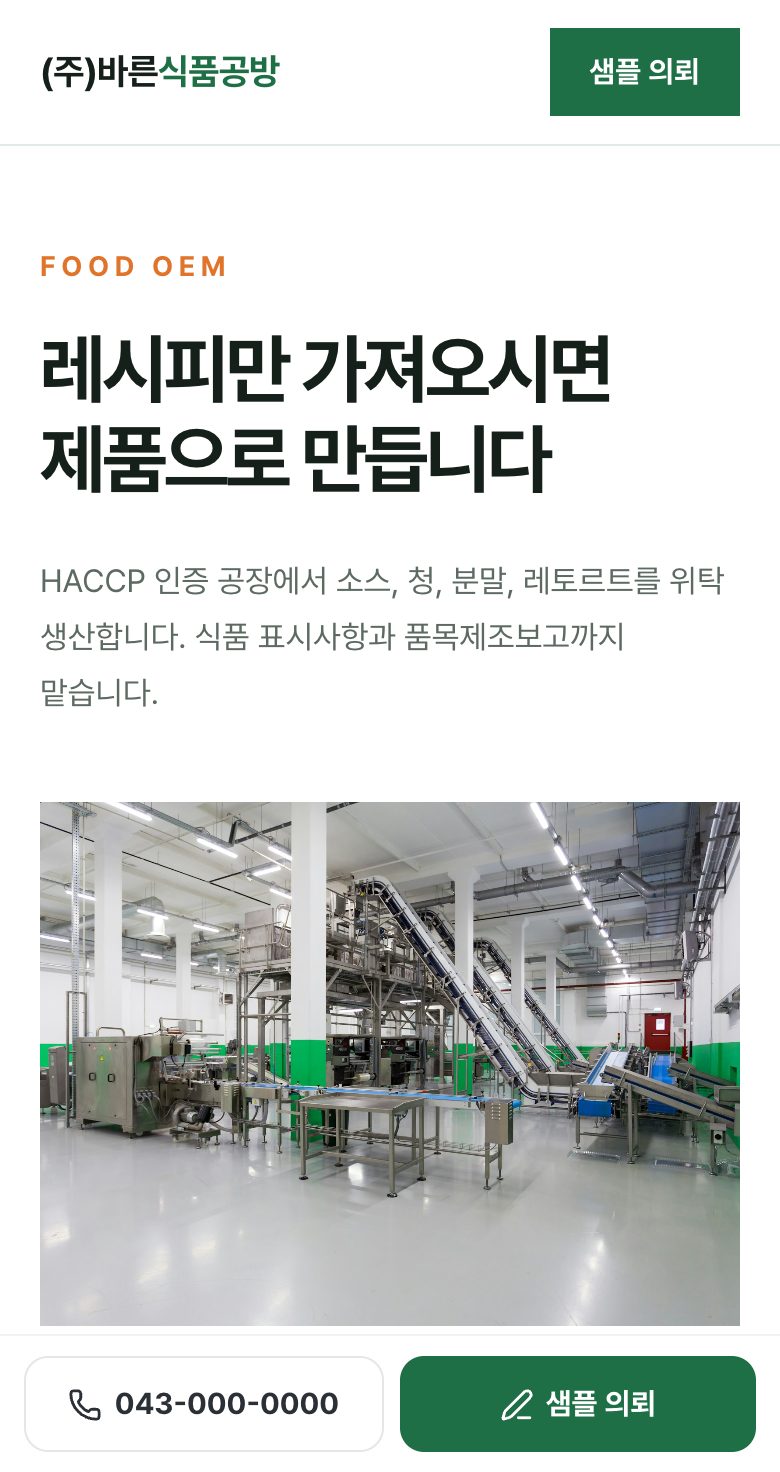 (주)바른식품공방
샘플 의뢰
FOOD OEM
레시피만 가져오시면
제품으로 만듭니다
HACCP 인증 공장에서 소스, 청, 분말, 레토르트를 위탁
생산합니다. 식품 표시사항과 품목제조보고까지
맡습니다.
043-000-0000
샘플 의뢰